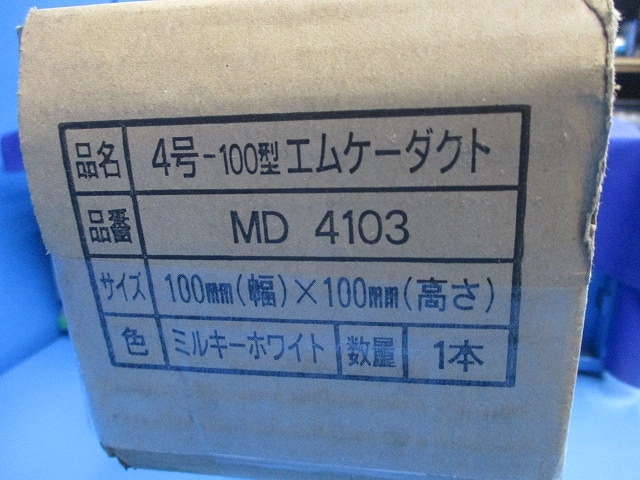 品名 4号-100型エムケーダクト
品番 MD 4103
サイズ 100mm(幅)×100mm(高さ)
色 ミルキーホワイト 数量 1本